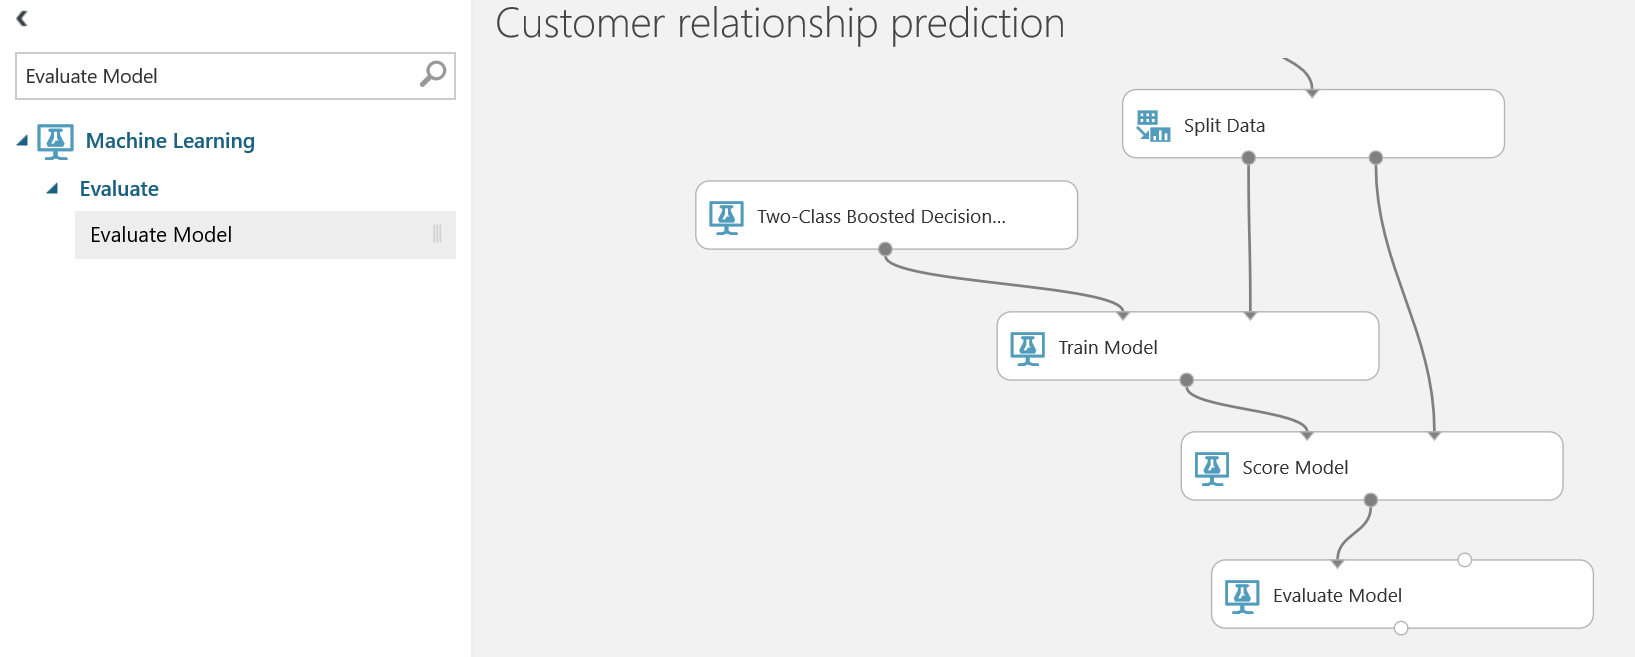 Customer relationship prediction
Evaluate Model
Machine Learning
Evaluate
Evaluate Model
Split Data
Two-Class Boosted Decision...
Train Model
Score Model
Evaluate Model